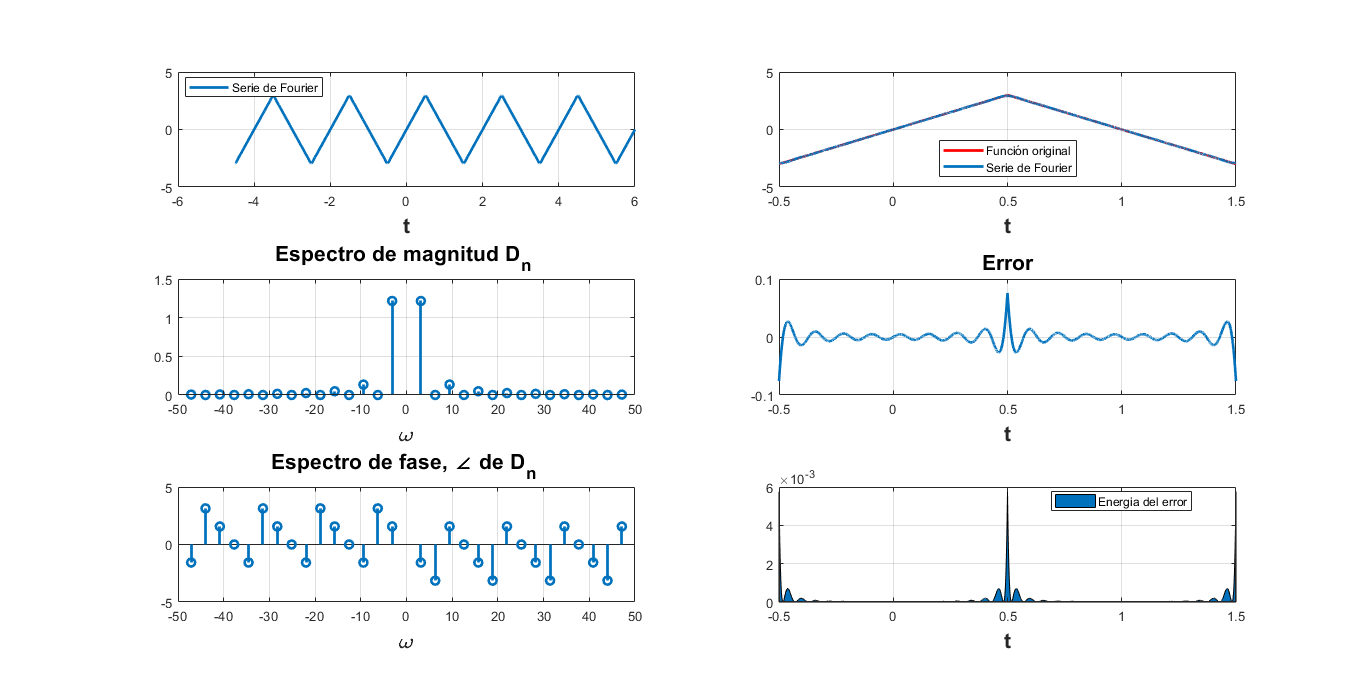 5
0
-5
Serie de Fourier
-6 -4 -2 0 2 4 6
t
5
0
-5
Función original
Serie de Fourier
-0.5 0 0.5 1 1.5
t
Espectro de magnitud Dn
1.5
1
0.5
0
-50 -40 -30 -20 -10 0 10 20 30 40 50
ω
Error
0.1
0
-0.1
-0.5 0 0.5 1 1.5
t
Espectro de fase, ∠ de Dn
5
0
-5
-50 -40 -30 -20 -10 0 10 20 30 40 50
ω
×10-3
6
4
2
0
Energia del error
-0.5 0 0.5 1 1.5
t